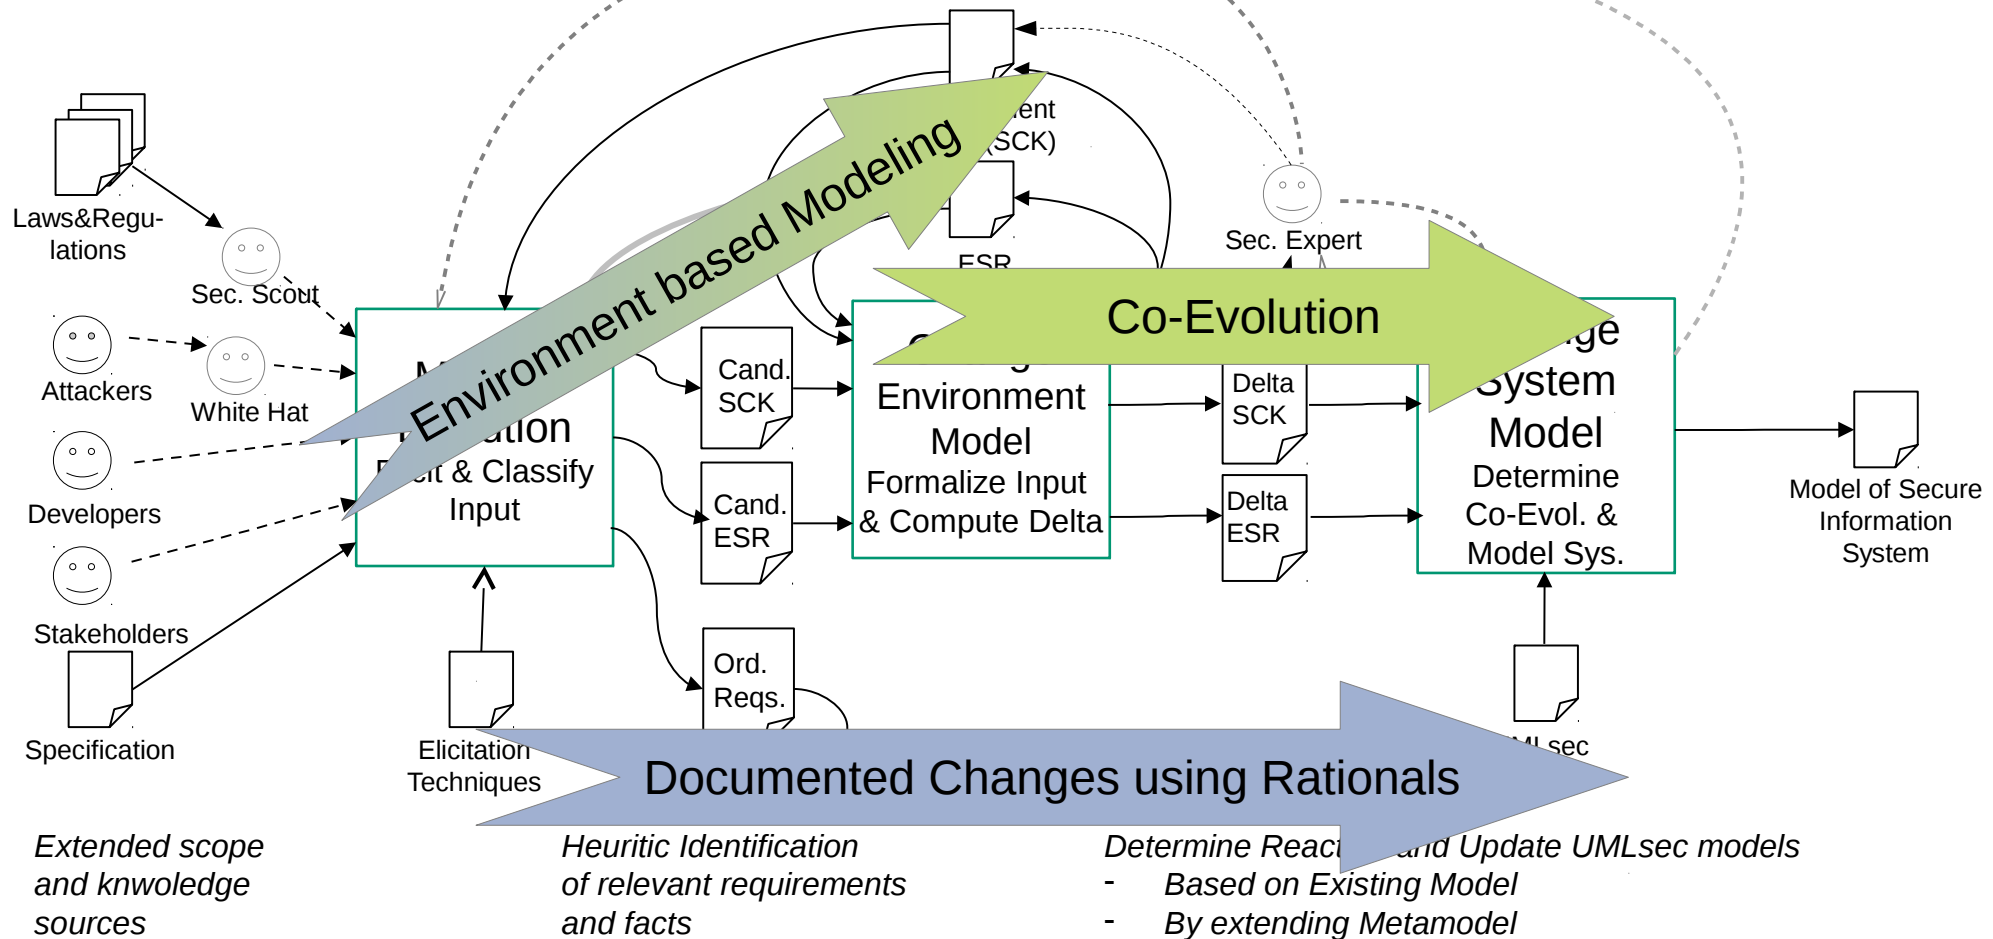 (SCK)
Laws&Regu-
lations
Sec. Scout
Attackers
White Hat
Developers
Stakeholders
Specification
& Classify
Input
Elicitation
Techniques
Environment based Modeling
ESR
Cand.
SCK
Cand.
ESR
Ord.
Reqs.
Environment
Model
Formalize Input
& Compute Delta
Sec. Expert
Co-Evolution
Delta
SCK
Delta
ESR
System
Model
Determine
Co-Evol. &
Model Sys.
Model of Secure
Information
System
Documented Changes using Rationals
Extended scope
and knwoledge
sources
Heuritic Identification
of relevant requirements
and facts
Determine and Update UMLsec models
- Based on Existing Model
- By extending Metamodel